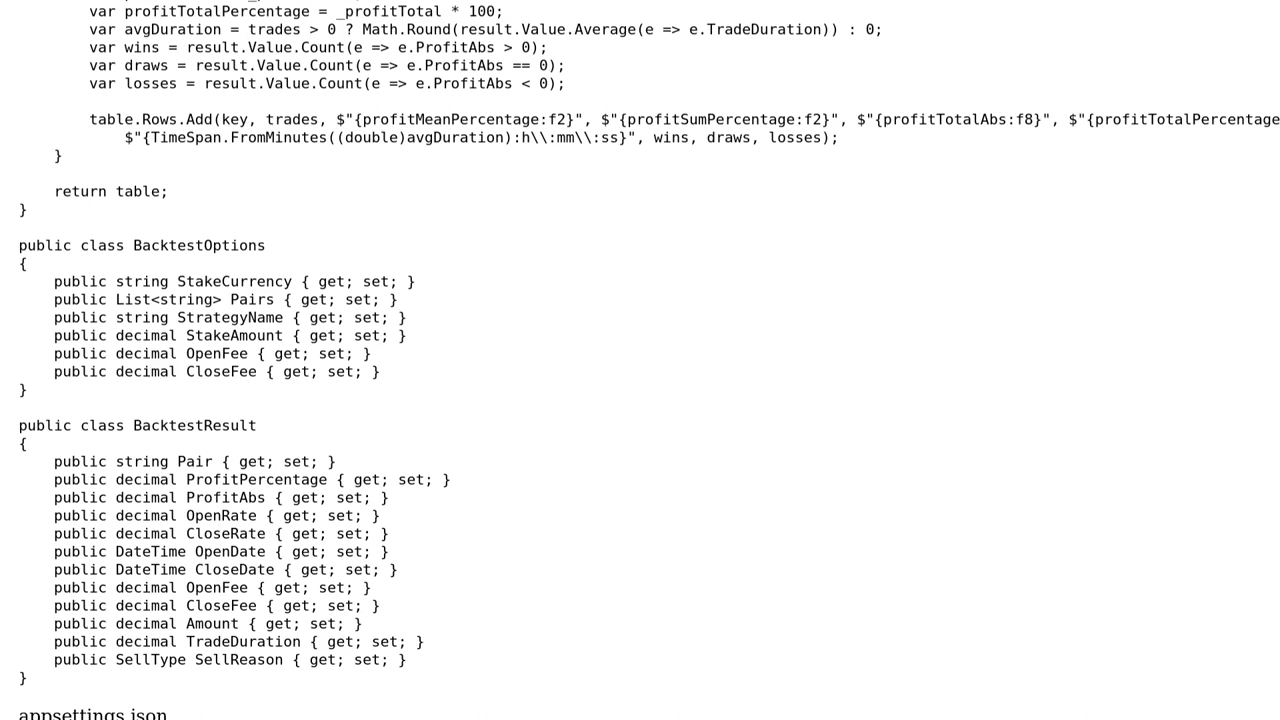 var profitTotalPercentage = _profitTotal * 100;
var avgDuration = trades > 0 ? Math.Round(result.Value.Average(e => e.TradeDuration)) : 0;
var wins = result.Value.Count(e => e.ProfitAbs > 0);
var draws = result.Value.Count(e => e.ProfitAbs == 0);
var losses = result.Value.Count(e => e.ProfitAbs < 0);
table.Rows.Add(key, trades, $"{profitMeanPercentage:f2}", $"{profitSumPercentage:f2}", $"{profitTotalAbs:f8}", $"{profitTotalPercentage
$"{TimeSpan.FromMinutes((double)avgDuration):h\\:mm\\:ss}", wins, draws, losses);
}
return table;
}
public class BacktestOptions
{
public string StakeCurrency { get; set; }
public List<string> Pairs { get; set; }
public string StrategyName { get; set; }
public decimal StakeAmount { get; set; }
public decimal OpenFee { get; set; }
public decimal CloseFee { get; set; }
}
public class BacktestResult
{
public string Pair { get; set; }
public decimal ProfitPercentage { get; set; }
public decimal ProfitAbs { get; set; }
public decimal OpenRate { get; set; }
public decimal CloseRate { get; set; }
public DateTime OpenDate { get; set; }
public DateTime CloseDate { get; set; }
public decimal OpenFee { get; set; }
public decimal CloseFee { get; set; }
public decimal Amount { get; set; }
public decimal TradeDuration { get; set; }
public SellType SellReason { get; set; }
}
appsettings.json